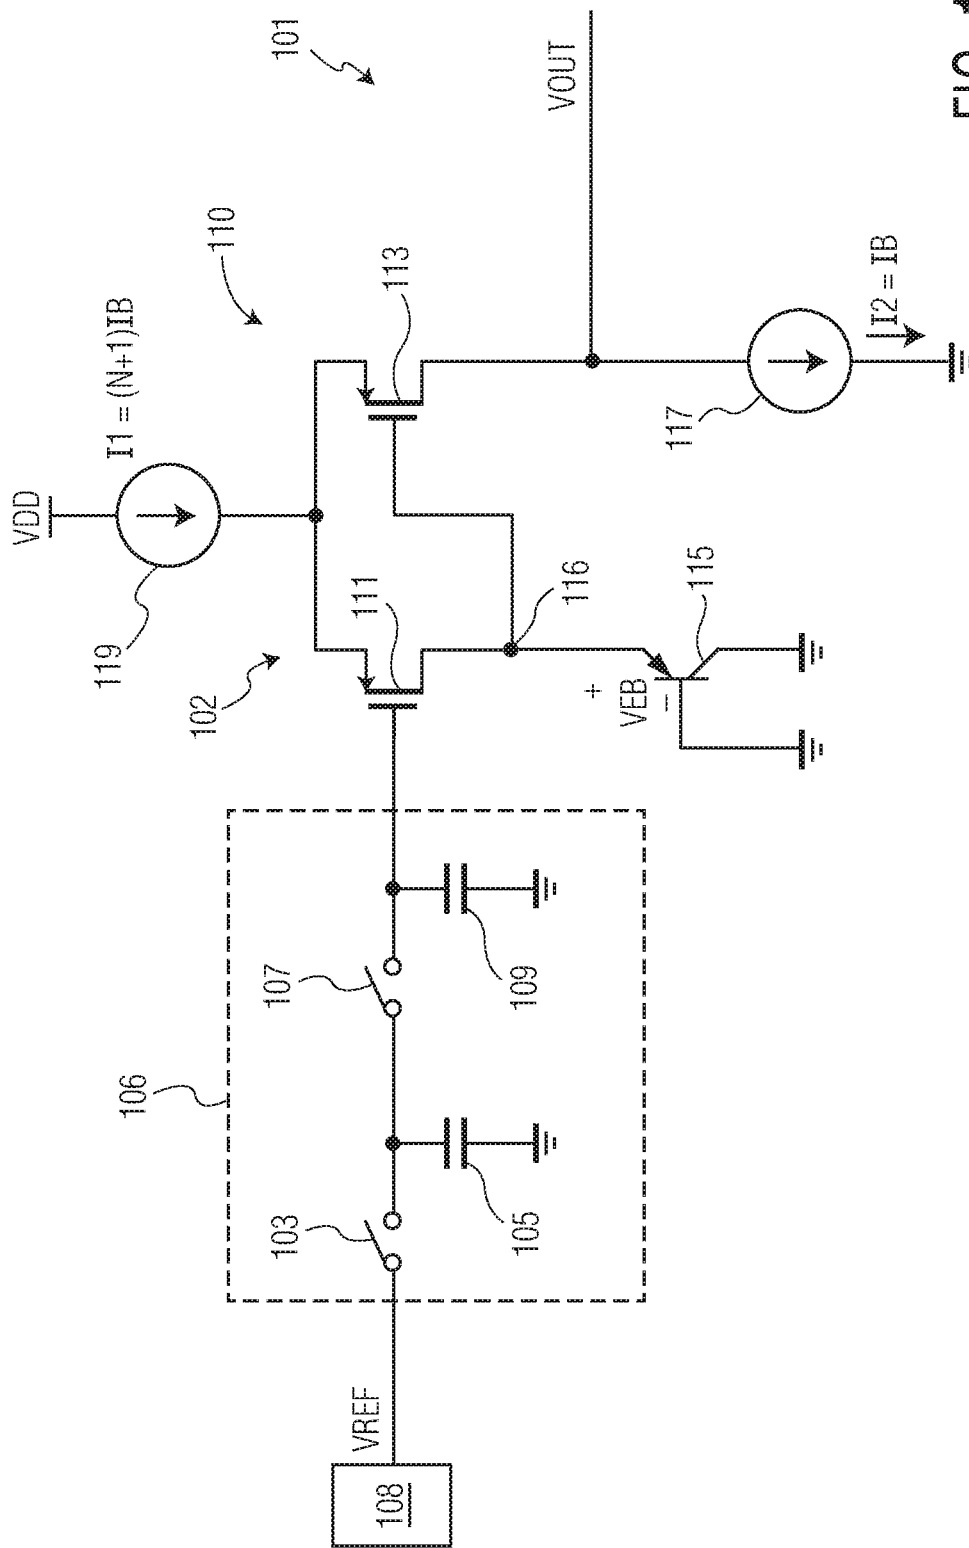 101
VOUT
110
I1 = (N+1)IB
VDD
113
I2 = IB
117
119
102
111
116
115
+
VEB
–
106
107
109
103
105
VREF
108
FIG.